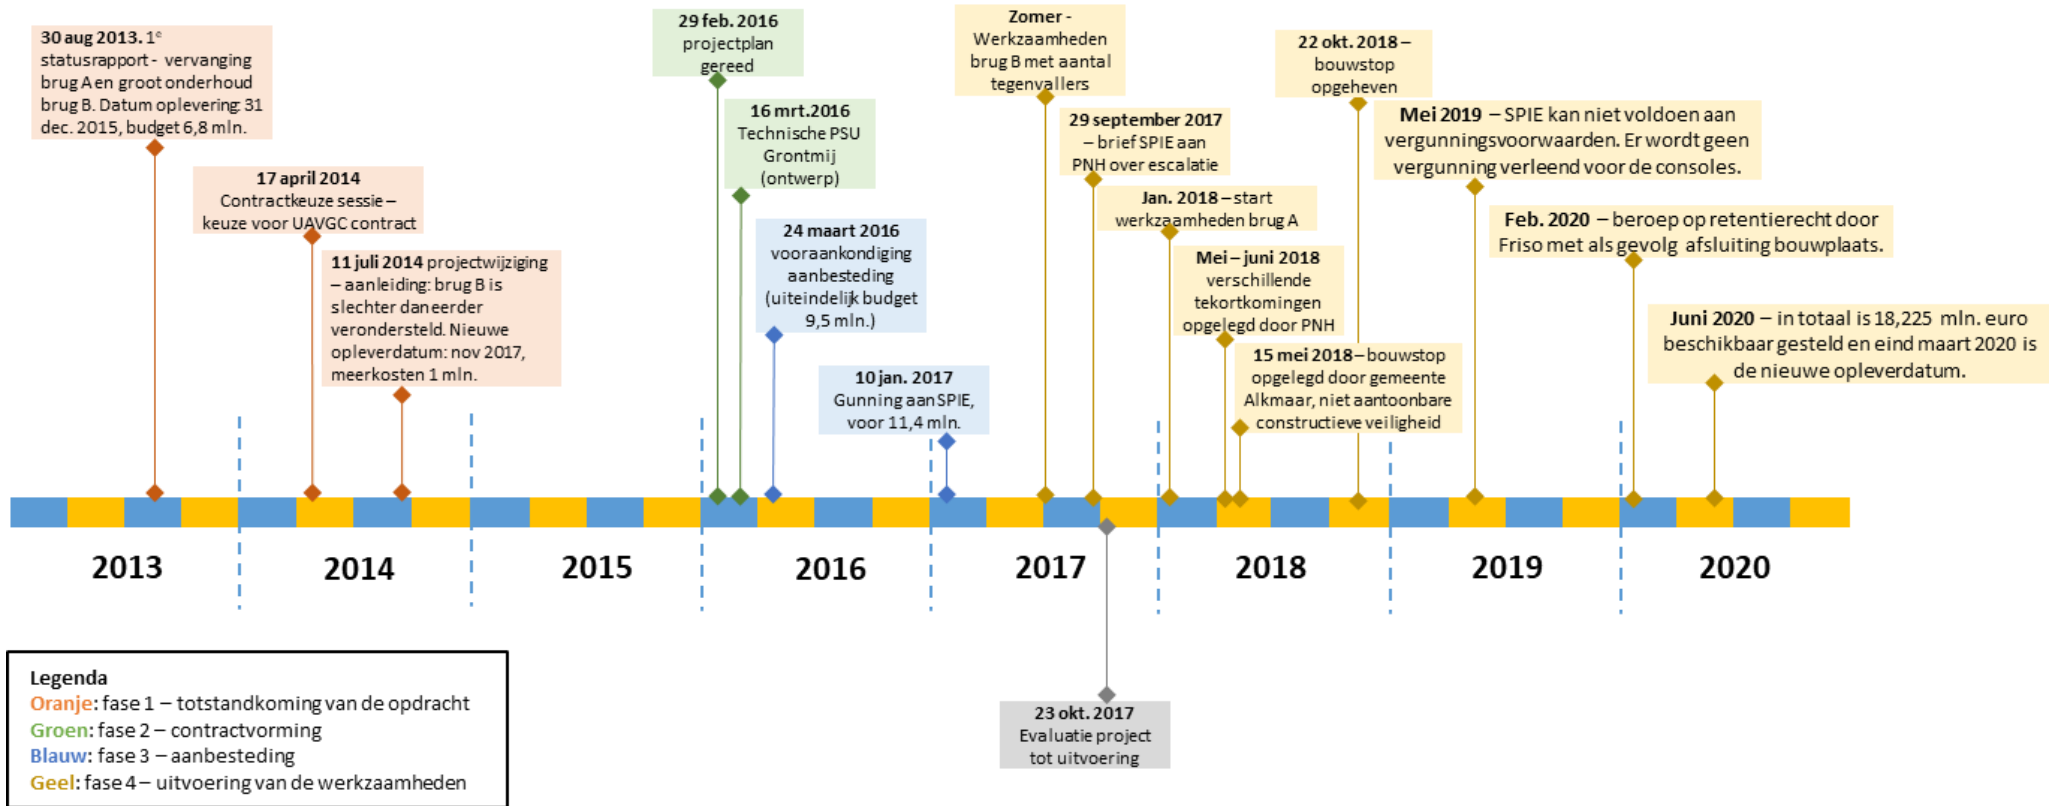 30 aug 2013. 1e
statusrapport - vervanging
brug A en groot onderhoud
brug B. Datum oplevering: 31
dec. 2015, budget 6,8 mln.
17 april 2014
Contractkeuze sessie –
keuze voor UAVGC contract
11 juli 2014 projectwijziging
– aanleiding: brug B is
slechter dan eerder
verondersteld. Nieuwe
opleverdatum: nov 2017,
meerkosten 1 mln.
29 feb. 2016
projectplan
gereed
16 mrt. 2016
Technische PSU
Grontmij
(ontwerp)
24 maart 2016
vooraankondiging
aanbesteding
(uiteindelijk budget
9,5 mln.)
10 jan. 2017
Gunning aan SPIE,
voor 11,4 mln.
Zomer -
Werkzaamheden
brug B met aantal
tegenvallers
29 september 2017
– brief SPIE aan
PNH over escalatie
Jan. 2018 – start
werkzaamheden brug A
Mei – juni 2018
verschillende
tekortkomingen
opgelegd door PNH
15 mei 2018 – bouwstop
opgelegd door gemeente
Alkmaar, niet aantoonbare
constructieve veiligheid
22 okt. 2018 –
bouwstop
opgeheven
Mei 2019 – SPIE kan niet voldoen aan
vergunningsvoorwaarden. Er wordt geen
vergunning verleend voor de consoles.
Feb. 2020 – beroep op retentierecht door
Friso met als gevolg afsluiting bouwplaats.
Juni 2020 – in totaal is 18,225 mln. euro
beschikbaar gesteld en eind maart 2020 is
de nieuwe opleverdatum.
2013
2014
2015
2016
2017
2018
2019
2020
23 okt. 2017
Evaluatie project
tot uitvoering
Legenda
Oranje: fase 1 – totstandkoming van de opdracht
Groen: fase 2 – contractvorming
Blauw: fase 3 – aanbesteding
Geel: fase 4 – uitvoering van de werkzaamheden